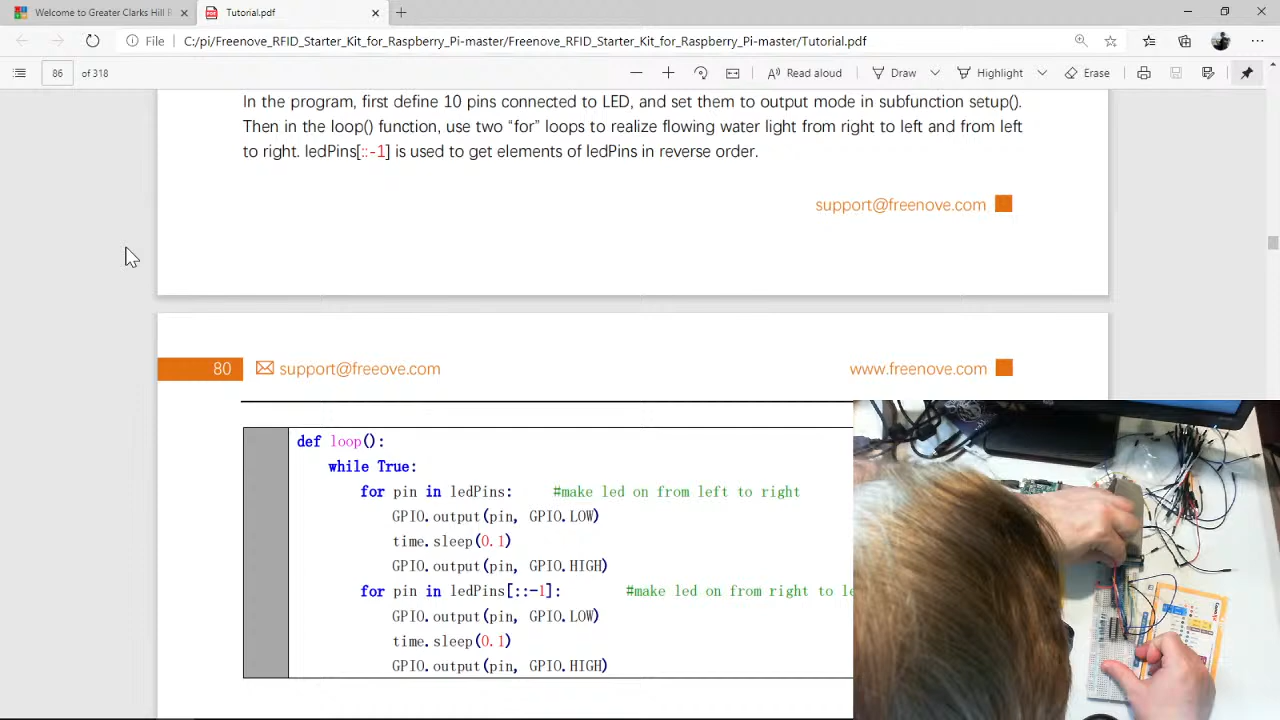 Welcome to Greater Clarks Hill R
Tutorial.pdf
File
C:/pi/Freenove_RFID_Starter_Kit_for_Raspberry_Pi-master/Freenove_RFID_Starter_Kit_for_Raspberry_Pi-master/Tutorial.pdf
86 of 318
Read aloud
Draw
Highlight
Erase
In the program, first define 10 pins connected to LED, and set them to output mode in subfunction setup().
Then in the loop() function, use two “for” loops to realize flowing water light from right to left and from left
to right. ledPins[::-1] is used to get elements of ledPins in reverse order.
support@freenove.com
80 support@freeove.com
www.freenove.com
def loop():
while True:
for pin in ledPins: #make led on from left to right
GPIO.output(pin, GPIO.LOW)
time.sleep(0.1)
GPIO.output(pin, GPIO.HIGH)
for pin in ledPins[::-1]: #make led on from right to le
GPIO.output(pin, GPIO.LOW)
time.sleep(0.1)
GPIO.output(pin, GPIO.HIGH)